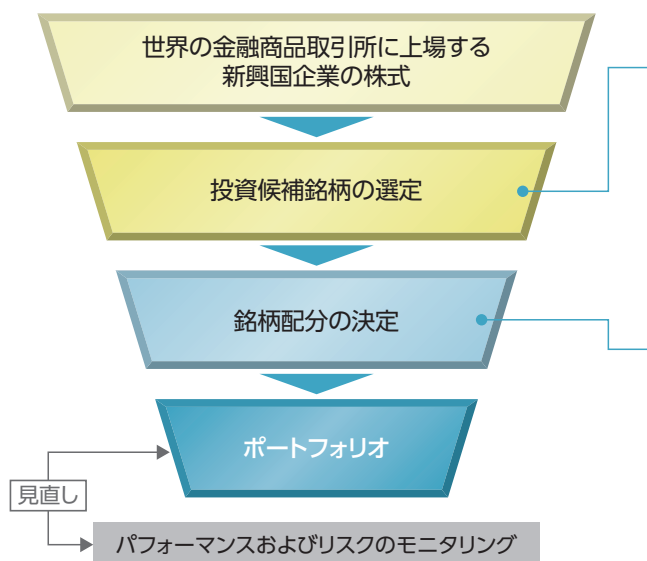 世界の金融商品取引所に上場する
新興国企業の株式
投資候補銘柄の選定
銘柄配分の決定
ポートフォリオ
見直し
パフォーマンスおよびリスクのモニタリング